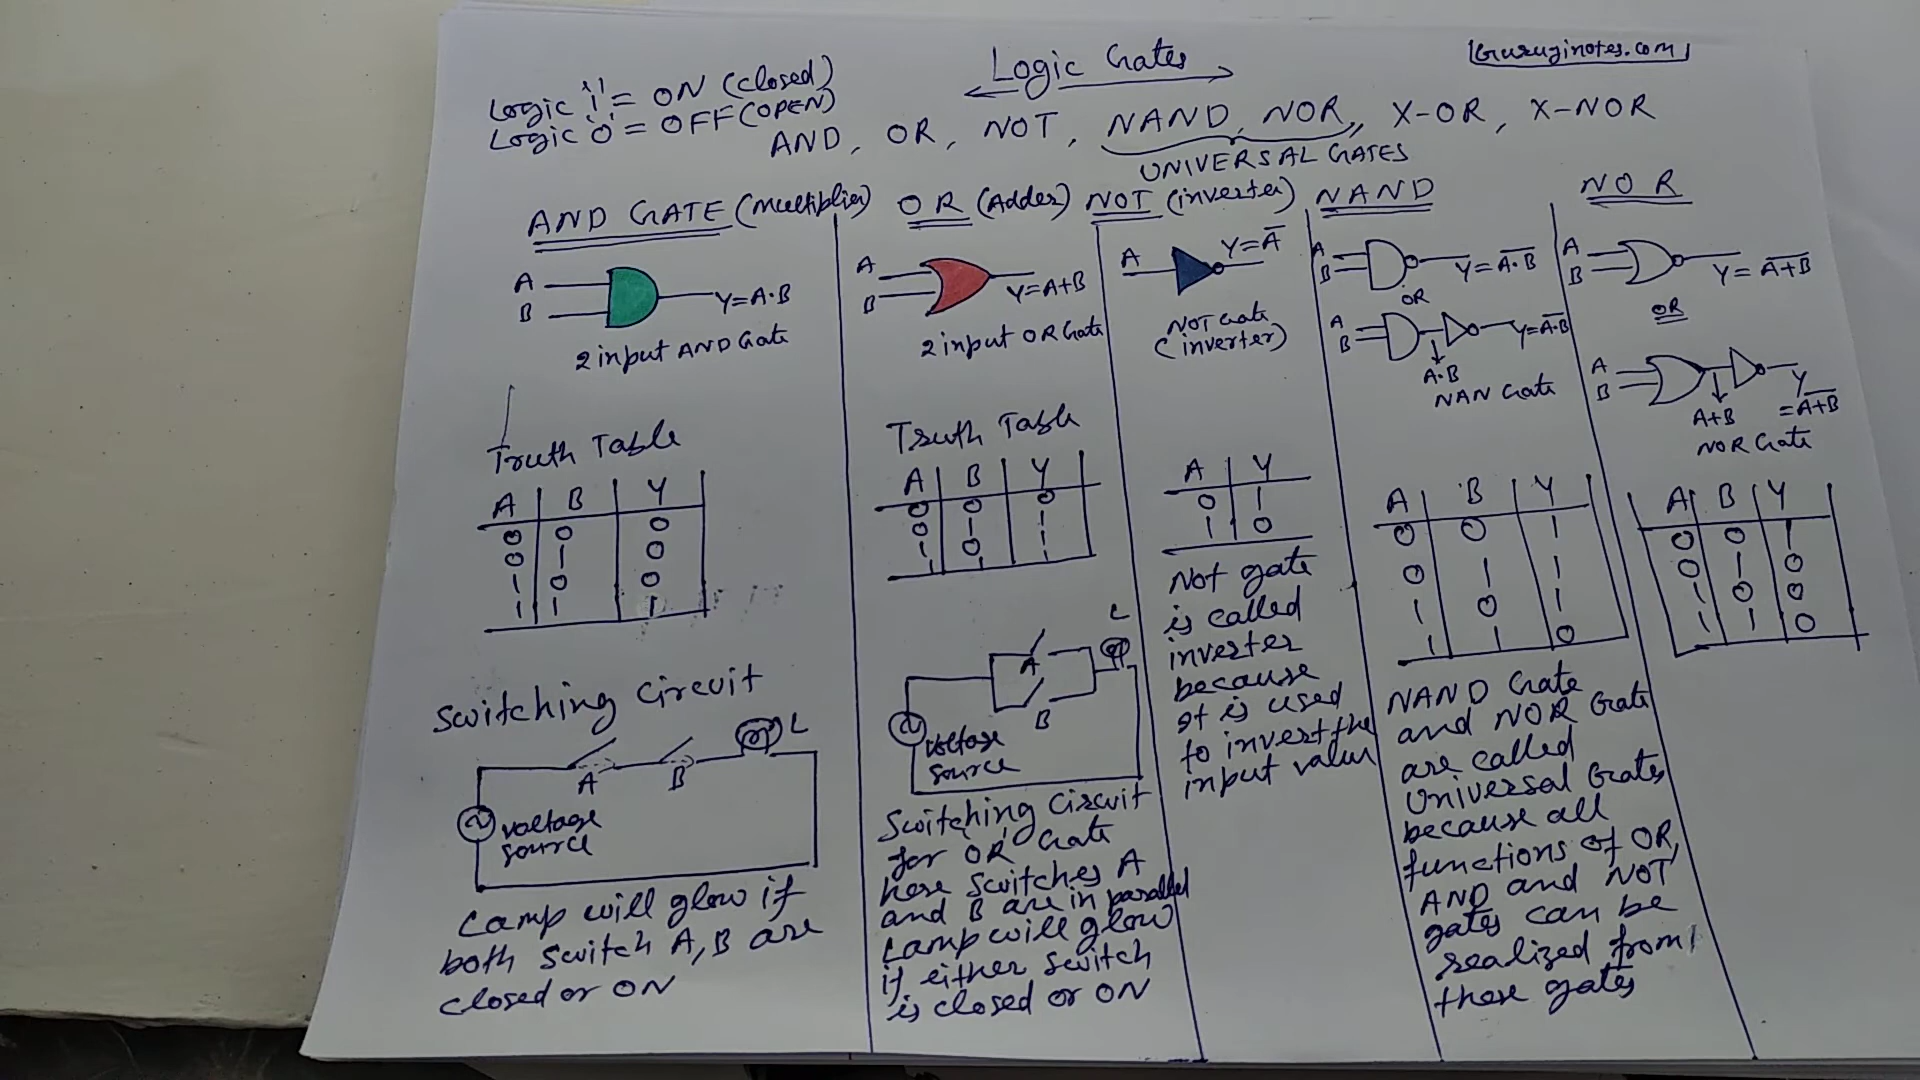 Logic Gates
Gurujinotes.com
Logic '1' = ON (closed)
Logic '0' = OFF (OPEN)
AND, OR, NOT, NAND, NOR, X-OR, X-NOR
UNIVERSAL GATES
AND GATE (Multiplier)
A
B
Y=A·B
2 input AND Gate
Truth Table
A B Y
0 0 0
0 1 0
1 0 0
1 1 1
Switching Circuit
A B L
voltage
source
Lamp will glow if
both switch A, B are
closed or ON
OR (Adder)
A
B
Y=A+B
2 input OR Gate
Truth Table
A B Y
0 0 0
0 1 1
1 0 1
1 1 1
L
A
B
voltage
source
Switching Circuit
for 'OR' Gate
here switches A
and B are in parallel
Lamp will glow
if either switch
is closed or ON
NOT (inverter)
A
Y=A̅
NOT Gate
(inverter)
A Y
0 1
1 0
Not gate
is called
inverter
because
It is used
to invert the
input value
NAND
A
B
Y=A̅·̅B̅
OR
A
B
Y=A̅·̅B̅
A·B
NAN Gate
A B Y
0 0 1
0 1 1
1 0 1
1 1 0
NAND Gate
and NOR Gate
are called
Universal Gates
because all
functions of OR,
AND and NOT
gates can be
realized from
these gates
NOR
A
B
Y = A̅+̅B̅
OR
A
B
Y
A+B
=A̅+̅B̅
NOR Gate
A B Y
0 0 1
0 1 0
1 0 0
1 1 0